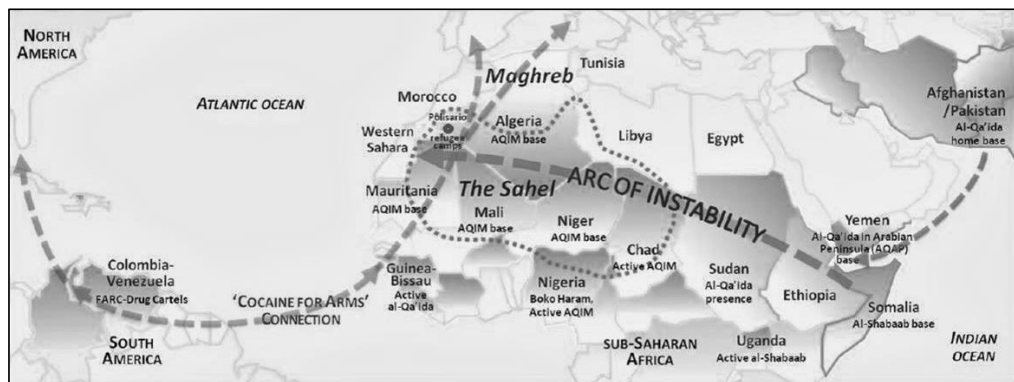 NORTH
AMERICA
ATLANTIC OCEAN
Maghreb
Tunisia
Morocco
Polisario
refugee
camps
Western
Sahara
Algeria
AQIM base
Libya
Egypt
Afghanistan
/Pakistan
Al-Qa'ida
home base
ARC OF INSTABILITY
The Sahel
Mauritania
AQIM base
Mali
AQIM base
Niger
AQIM base
Chad
Active AQIM
Yemen
Al-Qa'ida in Arabian
Peninsula (AQAP)
base
Colombia-
Venezuela
FARC-Drug Cartels
'COCAINE FOR ARMS'
CONNECTION
Guinea-
Bissau
Active
al-Qa'ida
Nigeria
Boko Haram,
Active AQIM
Sudan
Al-Qa'ida
presence
Ethiopia
Somalia
Al-Shabaab base
SOUTH
AMERICA
SUB-SAHARAN
AFRICA
Uganda
Active al-Shabaab
INDIAN
OCEAN